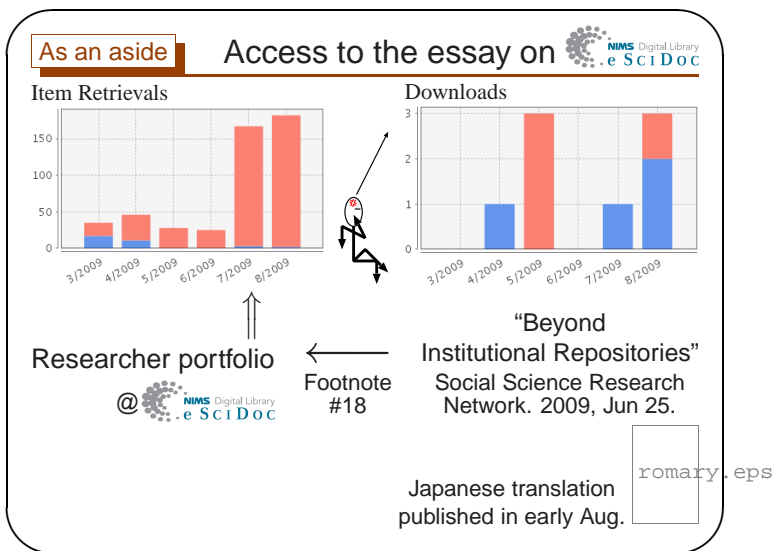 As an aside
Access to the essay on NIMS Digital Library
e SciDoc
Item Retrievals
150
100
50
0
3/2009 4/2009 5/2009 6/2009 7/2009 8/2009
Downloads
3
2
1
0
3/2009 4/2009 5/2009 6/2009 7/2009 8/2009
Researcher portfolio
@ NIMS Digital Library
e SciDoc
Footnote
#18
“Beyond
Institutional Repositories”
Social Science Research
Network. 2009, Jun 25.
romary.eps
Japanese translation
published in early Aug.